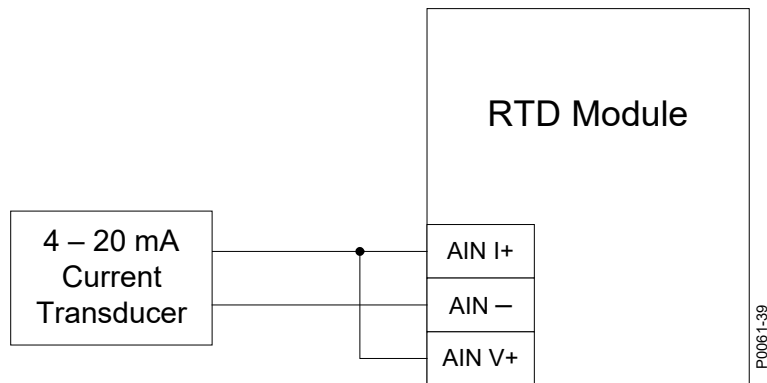 RTD Module
4 – 20 mA
Current
Transducer
AIN I+
AIN –
AIN V+
P0061-39